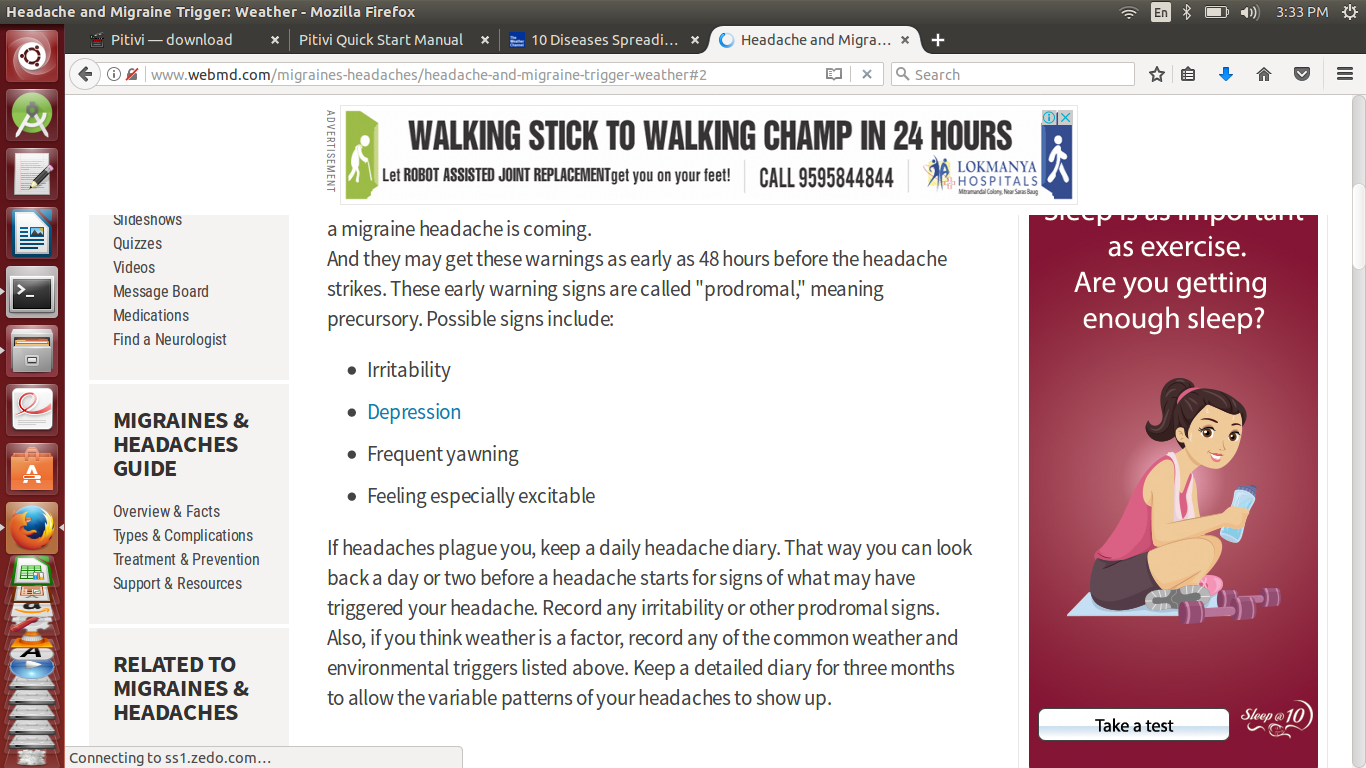 Headache and Migraine Trigger: Weather - Mozilla Firefox
En
3:33 PM
Pitivi — download
Pitivi Quick Start Manual
The Weather Channel
10 Diseases Spreadi...
Headache and Migra...
www.webmd.com/migraines-headaches/headache-and-migraine-trigger-weather#2
Search
ADVERTISEMENT
WALKING STICK TO WALKING CHAMP IN 24 HOURS
Let ROBOT ASSISTED JOINT REPLACEMENT get you on your feet!
CALL 9595844844
LOKMANYA
HOSPITALS
Mitramandal Colony, Near Saras Baug
Slideshows
Quizzes
Videos
Message Board
Medications
Find a Neurologist
MIGRAINES &
HEADACHES
GUIDE
Overview & Facts
Types & Complications
Treatment & Prevention
Support & Resources
RELATED TO
MIGRAINES &
HEADACHES
a migraine headache is coming.
And they may get these warnings as early as 48 hours before the headache
strikes. These early warning signs are called "prodromal," meaning
precursory. Possible signs include:
Irritability
Depression
Frequent yawning
Feeling especially excitable
If headaches plague you, keep a daily headache diary. That way you can look
back a day or two before a headache starts for signs of what may have
triggered your headache. Record any irritability or other prodromal signs.
Also, if you think weather is a factor, record any of the common weather and
environmental triggers listed above. Keep a detailed diary for three months
to allow the variable patterns of your headaches to show up.
Sleep is as important
as exercise.
Are you getting
enough sleep?
Take a test
Sleep @ 10
Connecting to ss1.zedo.com...